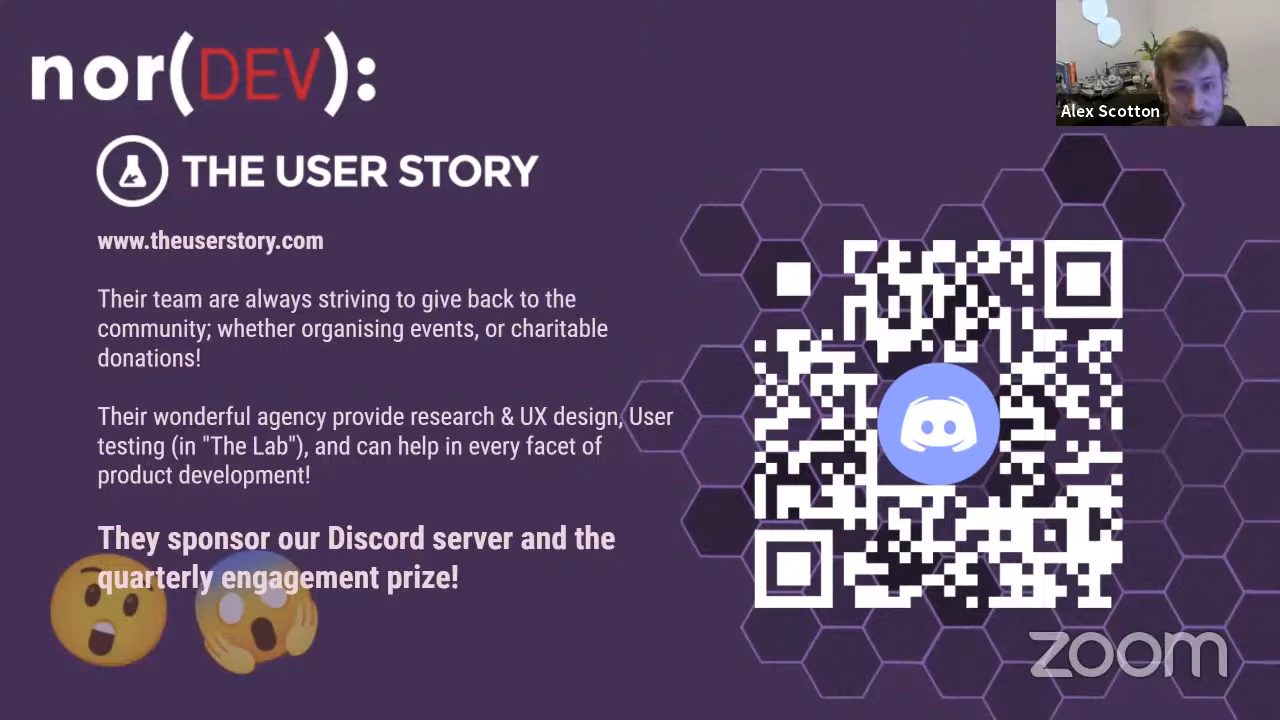 nor(DEV):
Alex Scotton
THE USER STORY
www.theuserstory.com
Their team are always striving to give back to the
community; whether organising events, or charitable
donations!
Their wonderful agency provide research & UX design, User
testing (in "The Lab"), and can help in every facet of
product development!
They sponsor our Discord server and the
quarterly engagement prize!
zoom